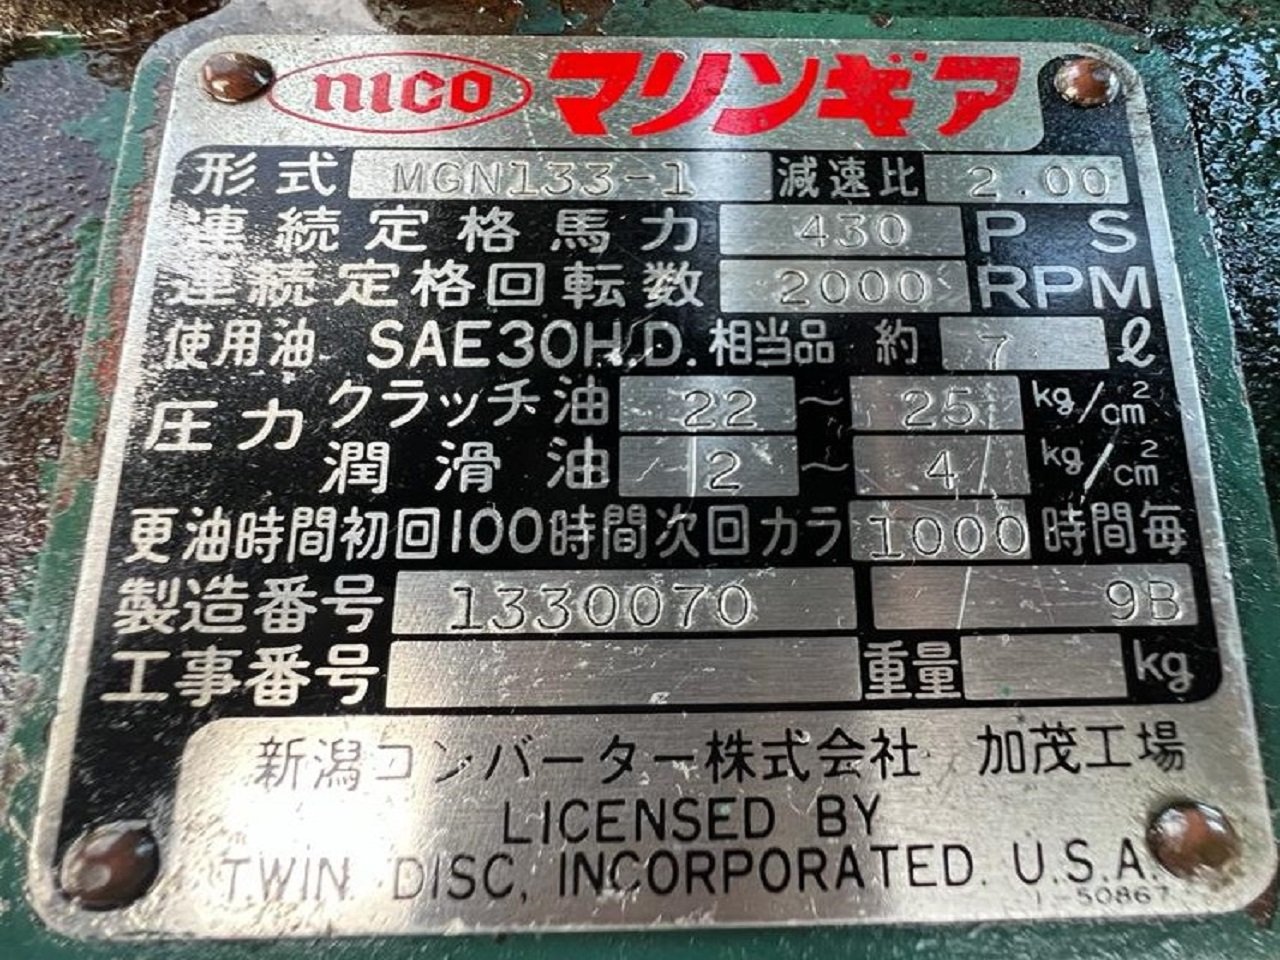 nico マリンギア
形式 MGN133-1 減速比 2.00
連続定格馬力 430 PS
連続定格回転数 2000 RPM
使用油 SAE30H.D.相当品 約 7 ℓ
圧力 クラッチ油 22 ~ 25 kg/cm²
潤滑油 2 ~ 4 kg/cm²
更油時間初回100時間次回カラ 1000 時間毎
製造番号 1330070 9B
工事番号 重量 kg
新潟コンバーター株式会社 加茂工場
LICENSED BY
TWIN DISC, INCORPORATED. U.S.A.
1-50867